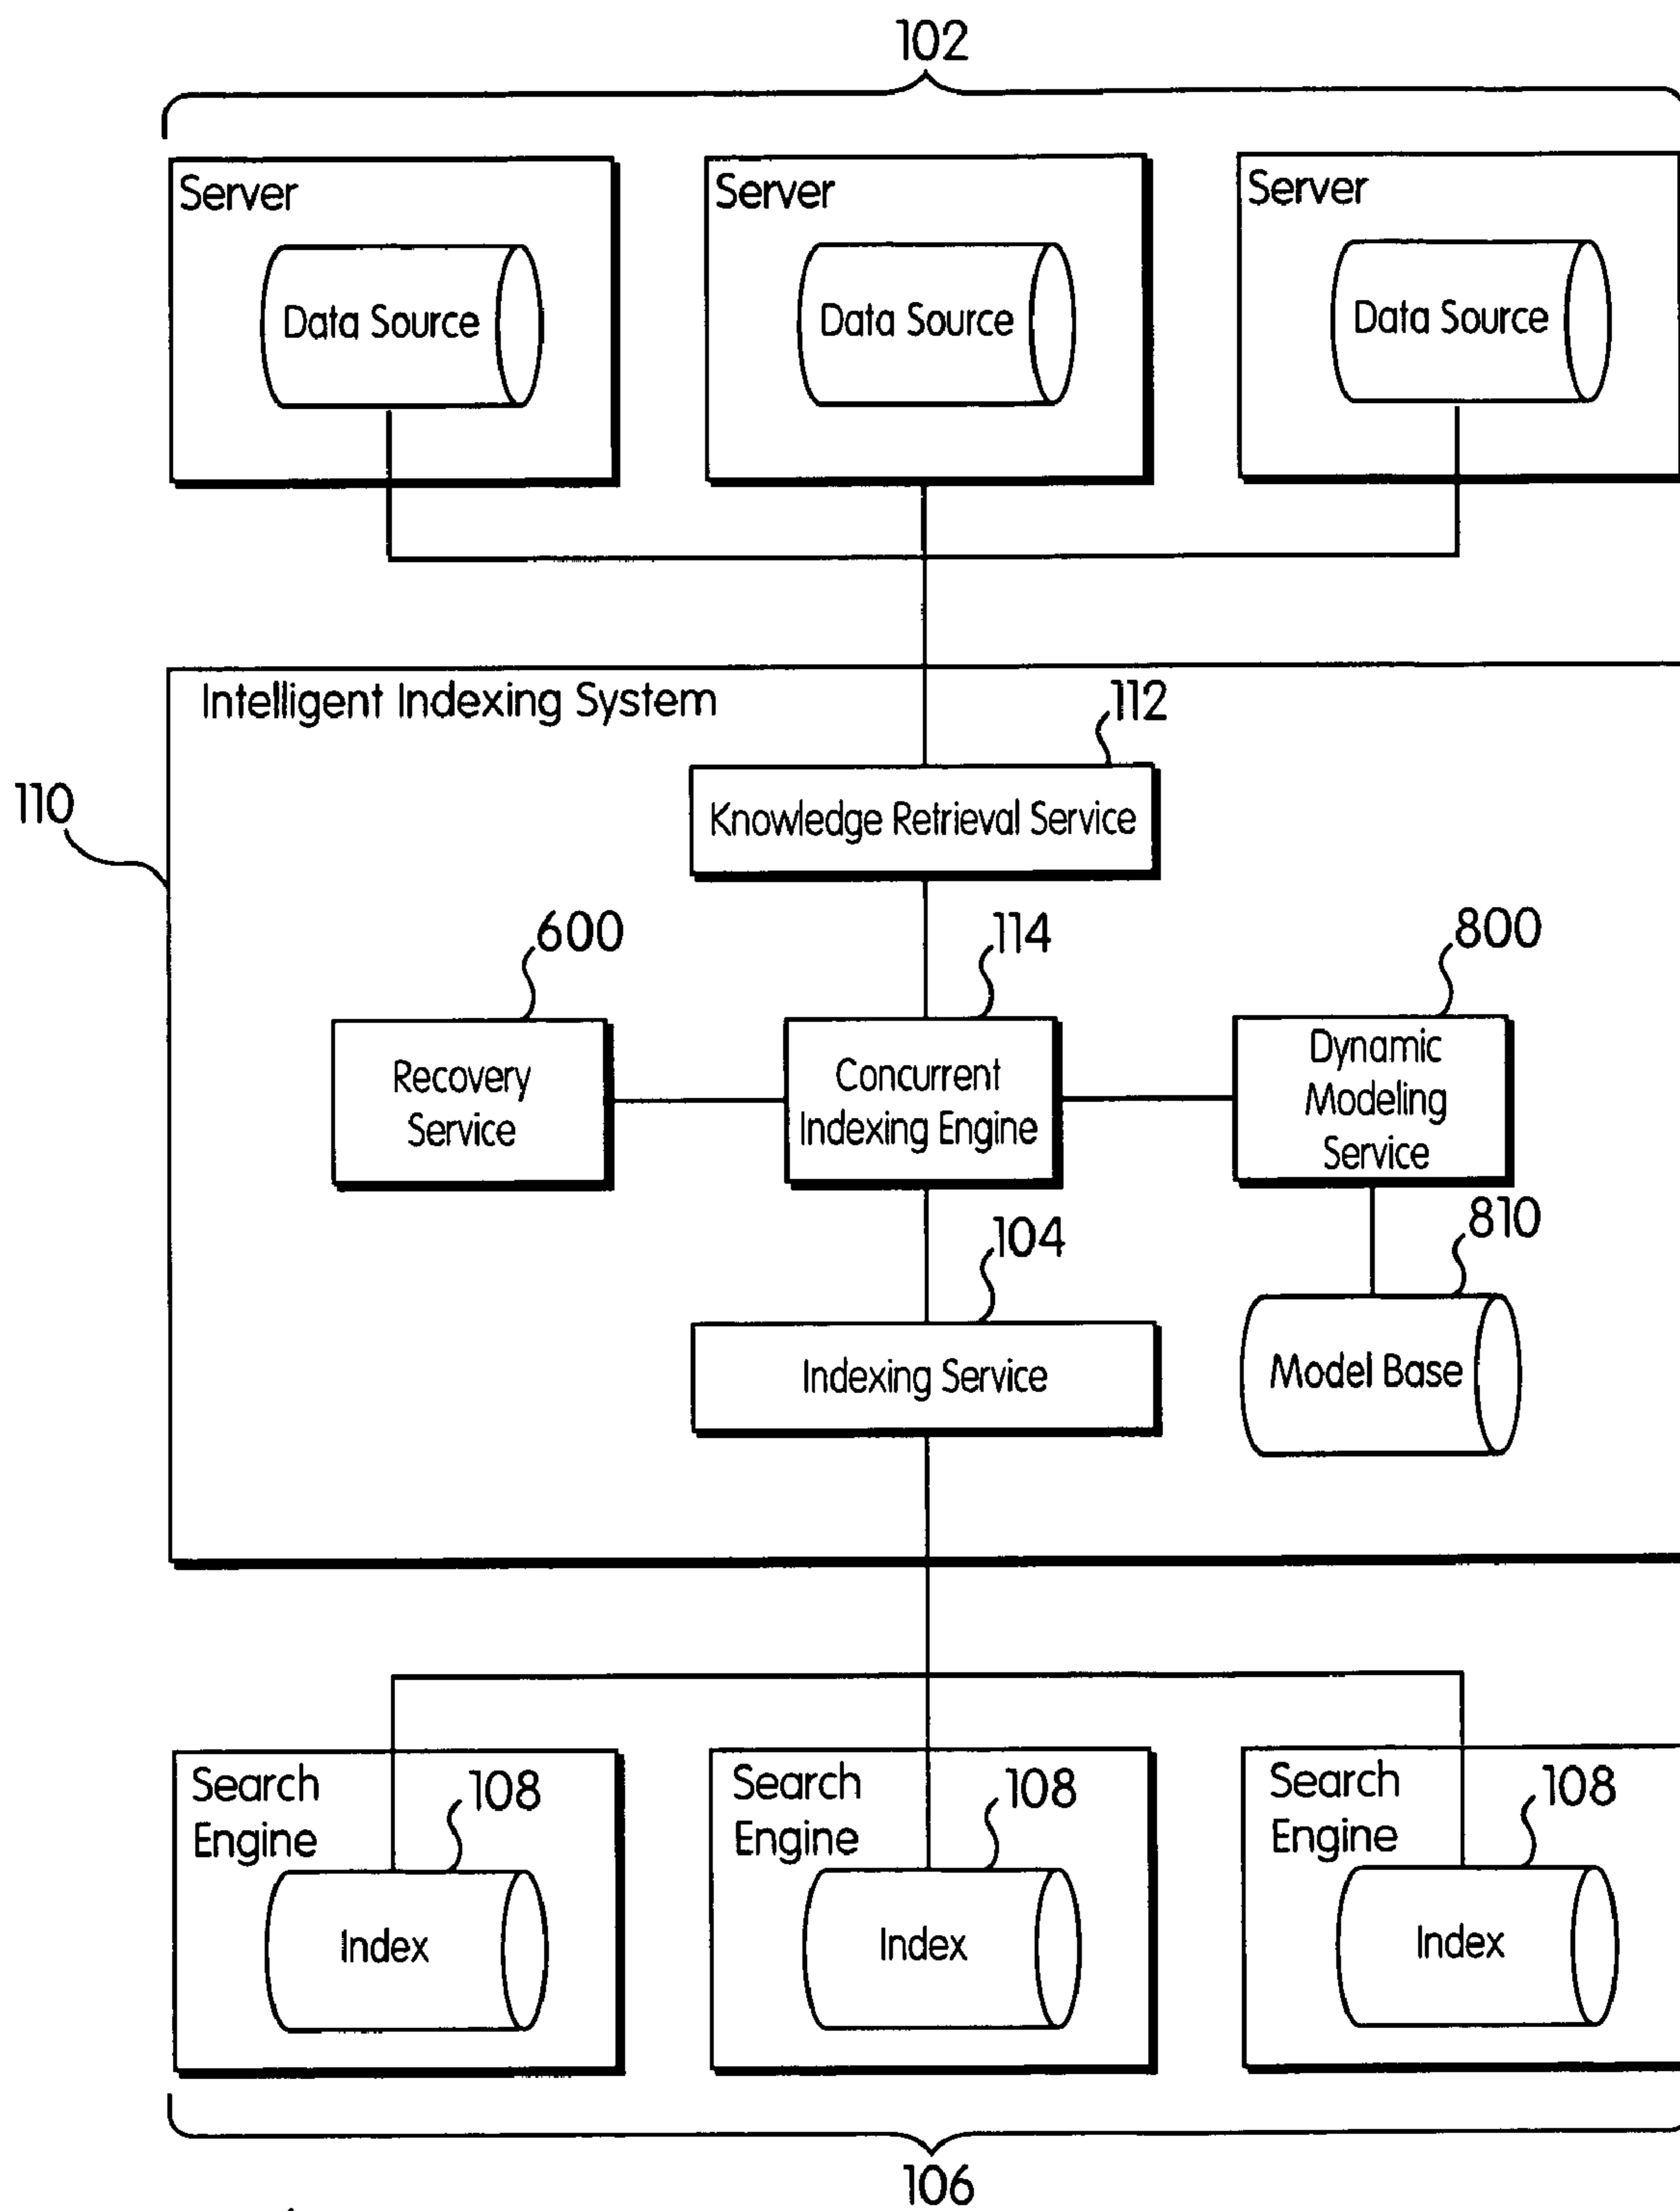 102
Server
Server
Server
Data Source
Data Source
Data Source
Intelligent Indexing System
112
110
Knowledge Retrieval Service
600
114
800
Recovery
Service
Concurrent
Indexing Engine
Dynamic
Modeling
Service
104
810
Indexing Service
Model Base
Search
Engine
108
Search
Engine
108
Search
Engine
108
Index
Index
Index
106